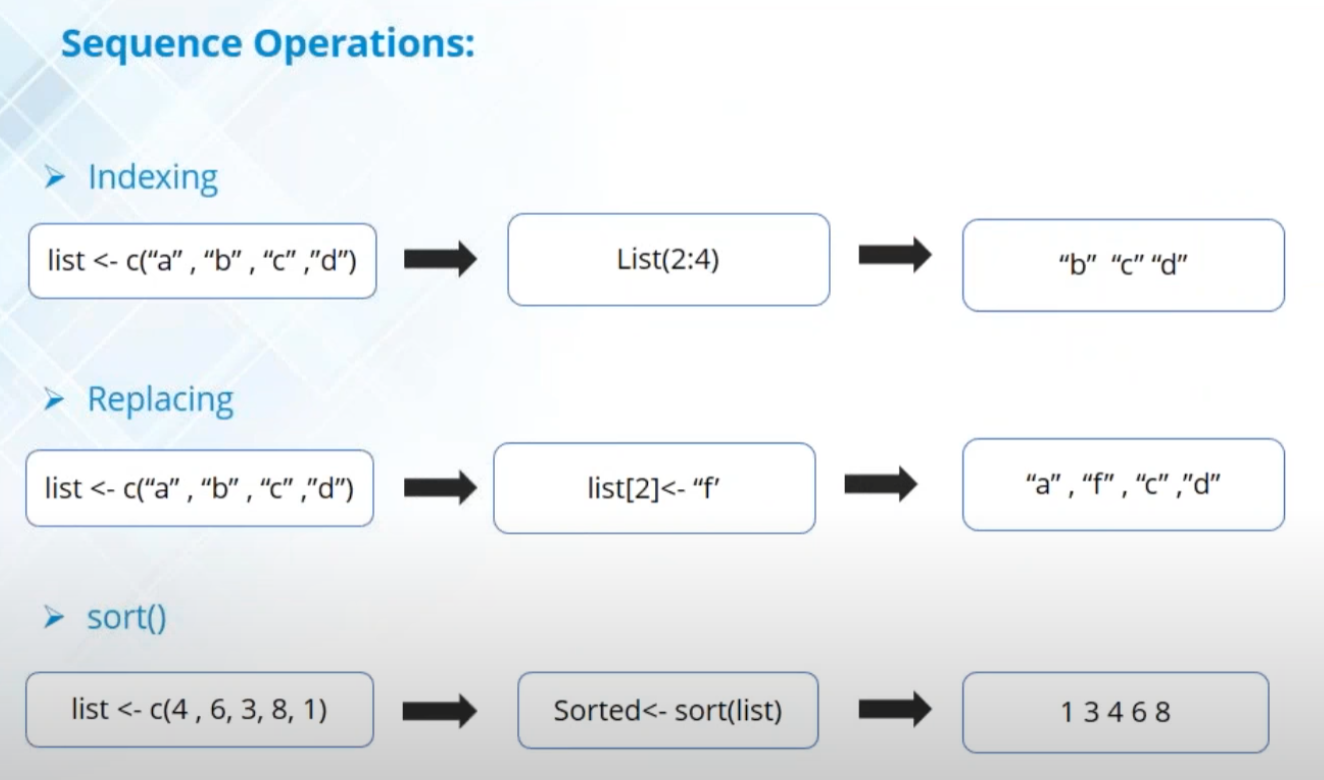 Sequence Operations:
Indexing
list <- c(“a” , “b” , “c” ,”d”)
List(2:4)
“b” “c” “d”
Replacing
list <- c(“a” , “b” , “c” ,”d”)
list[2]<- “f’
“a” , “f” , “c” ,”d”
sort()
list <- c(4 , 6, 3, 8, 1)
Sorted<- sort(list)
1 3 4 6 8